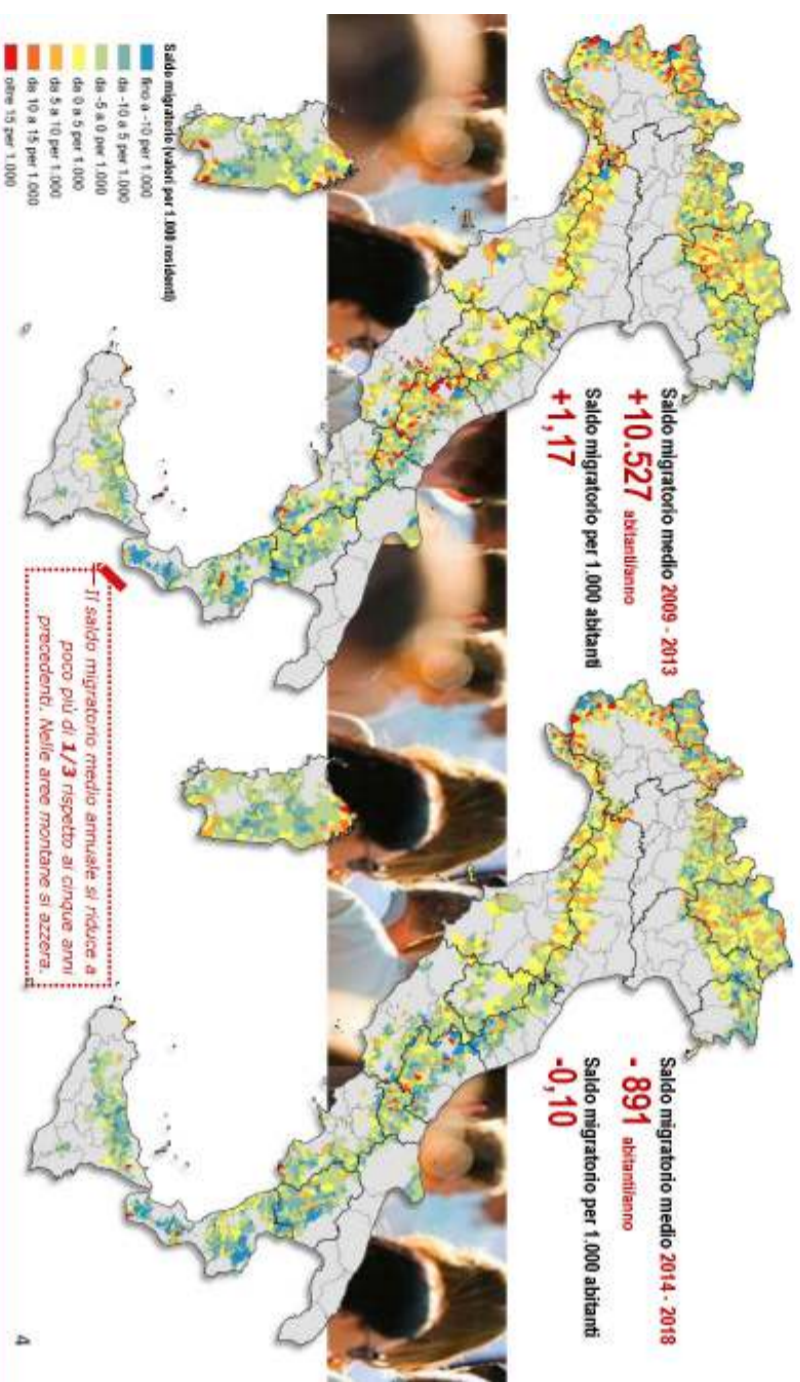 Saldo migratorio medio 2009 - 2013
+10.527 abitanti/anno
Saldo migratorio per 1.000 abitanti
+1,17
Saldo migratorio medio 2014 - 2018
- 891 abitanti/anno
Saldo migratorio per 1.000 abitanti
-0,10
Saldo migratorio (valori per 1.000 residenti)
fino a -10 per 1.000
da -10 a 5 per 1.000
da -5 a 0 per 1.000
da 0 a 5 per 1.000
da 5 a 10 per 1.000
da 10 a 15 per 1.000
oltre 15 per 1.000
Il saldo migratorio medio annuale si riduce a
poco più di 1/3 rispetto ai cinque anni
precedenti. Nelle aree montane si azzera.
4